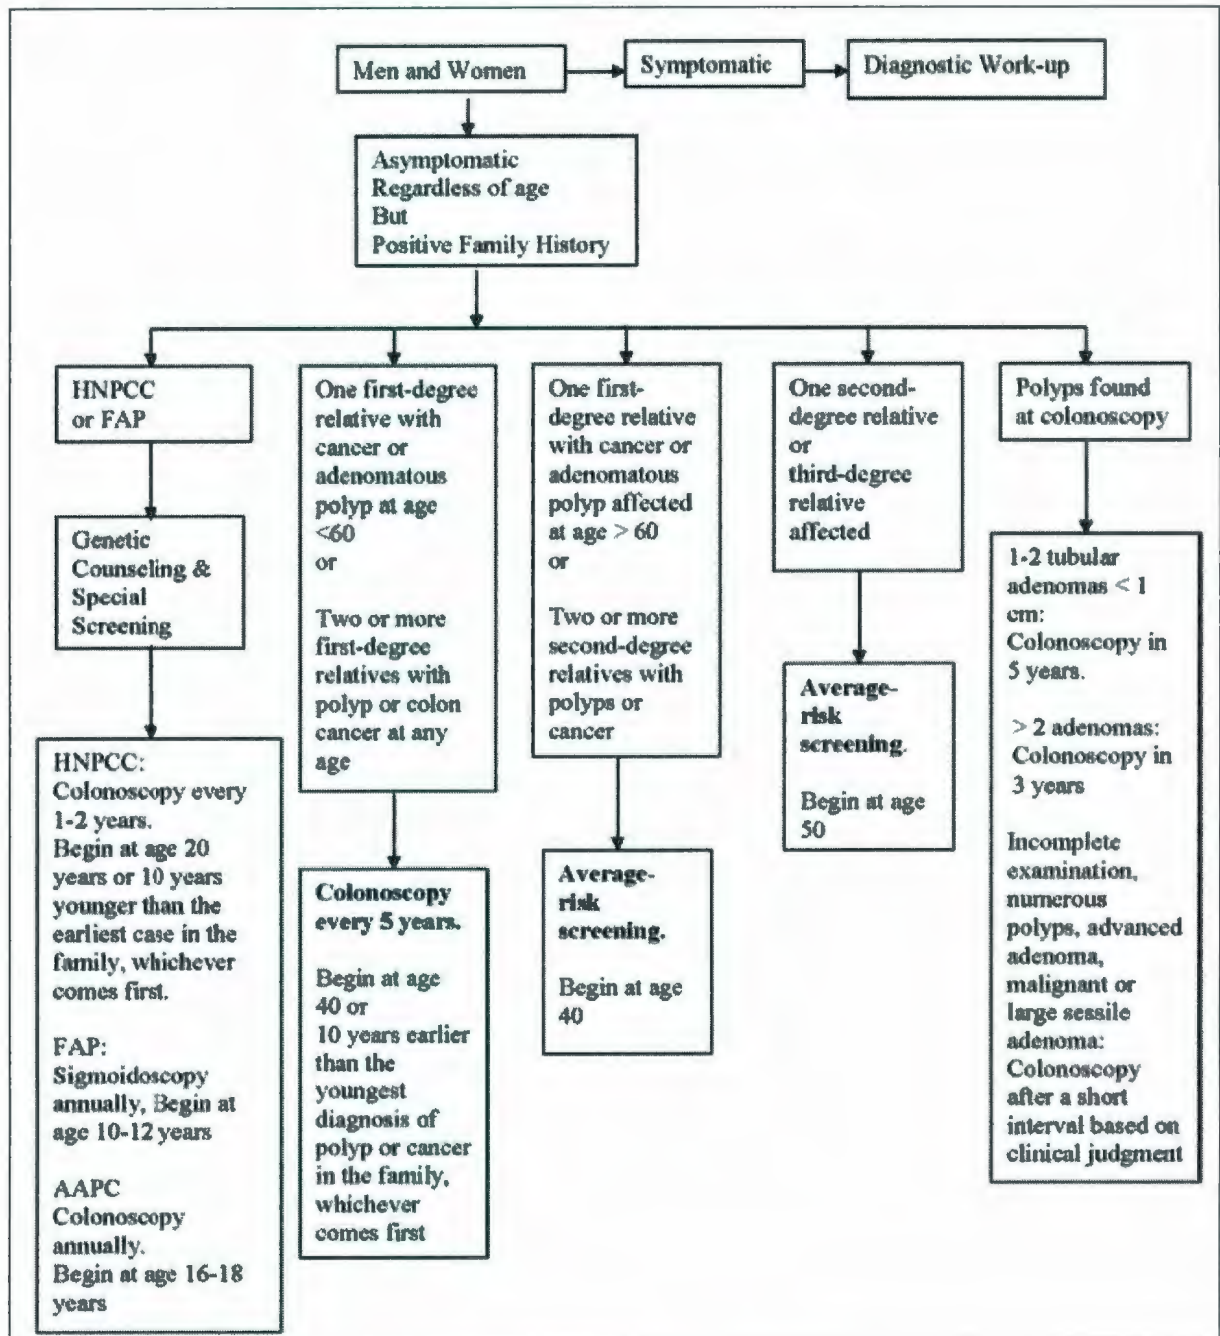 Men and Women
Symptomatic
Diagnostic Work-up
Asymptomatic
Regardless of age
But
Positive Family History
HNPCC
or FAP
Genetic
Counseling &
Special
Screening
HNPCC:
Colonoscopy every
1-2 years.
Begin at age 20
years or 10 years
younger than the
earliest case in the
family, whichever
comes first.
FAP:
Sigmoidoscopy
annually, Begin at
age 10-12 years
AAPC
Colonoscopy
annually.
Begin at age 16-18
years
One first-degree
relative with
cancer or
adenomatous
polyp at age
<60
or
Two or more
first-degree
relatives with
polyp or colon
cancer at any
age
Colonoscopy
every 5 years.
Begin at age
40 or
10 years earlier
than the
youngest
diagnosis of
polyp or cancer
in the family,
whichever
comes first
One first-
degree relative
with cancer or
adenomatous
polyp affected
at age > 60
or
Two or more
second-degree
relatives with
polyps or
cancer
Average-
risk
screening.
Begin at age
40
One second-
degree relative
or
third-degree
relative
affected
Average-
risk
screening.
Begin at age
50
Polyps found
at colonoscopy
1-2 tubular
adenomas < 1
cm:
Colonoscopy in
5 years.
> 2 adenomas:
Colonoscopy in
3 years
Incomplete
examination,
numerous
polyps, advanced
adenoma,
malignant or
large sessile
adenoma:
Colonoscopy
after a short
interval based on
clinical judgment